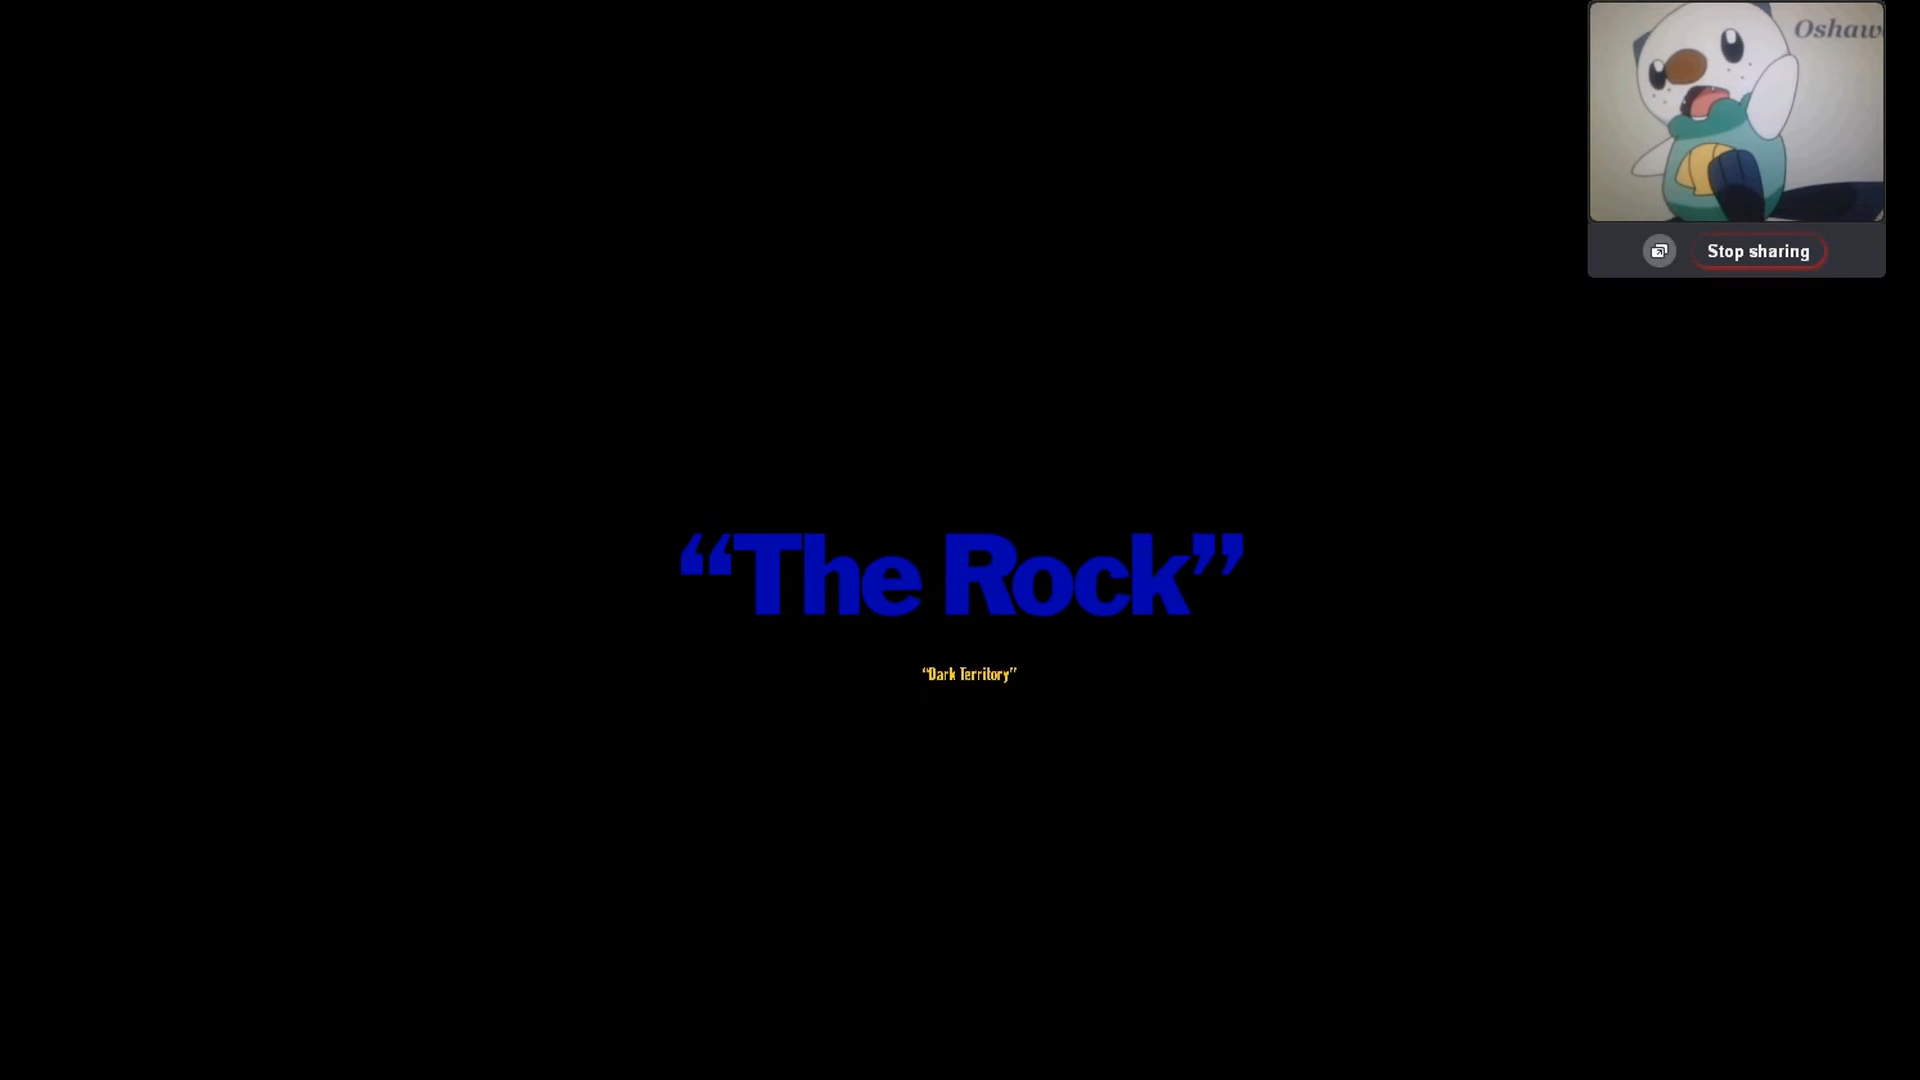 Oshaw
Stop sharing
“The Rock”
“Dark Territory”